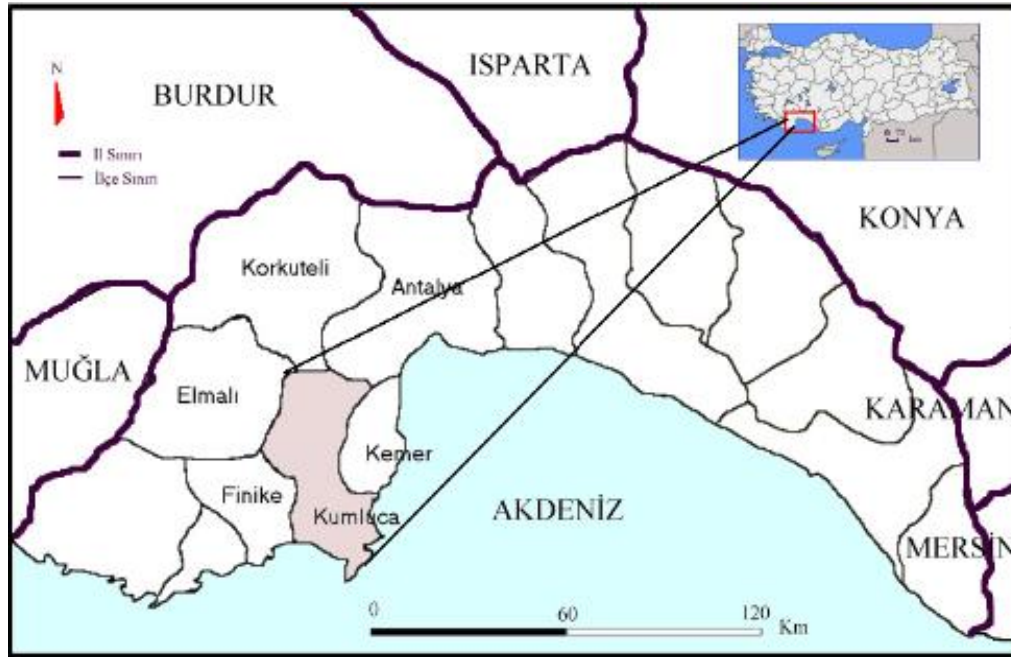 ISPARTA
BURDUR
N
İl Sınırı
İlçe Sınırı
km
KONYA
Korkuteli
Antalya
MUĞLA
Elmalı
KARAMAN
Kemer
Finike
Kumluca
AKDENİZ
MERSİN
0 60 120
Km